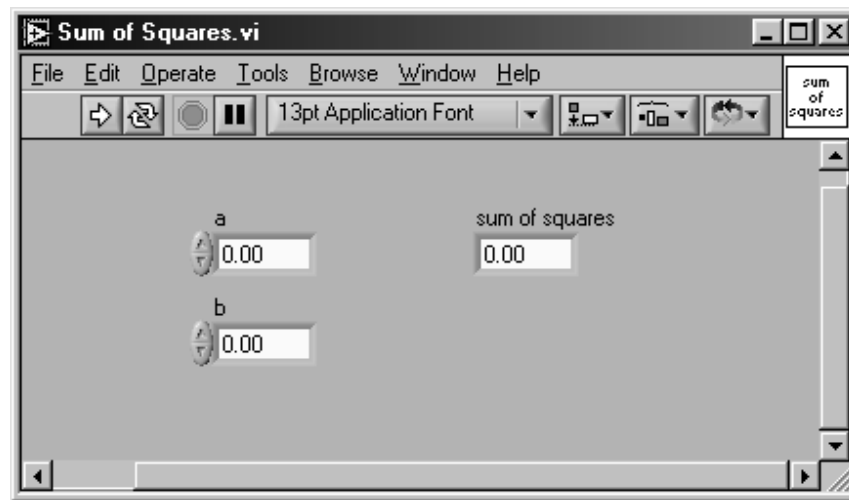 Sum of Squares.vi
File Edit Operate Tools Browse Window Help
sum
of
squares
13pt Application Font
a
sum of squares
0.00
0.00
b
0.00